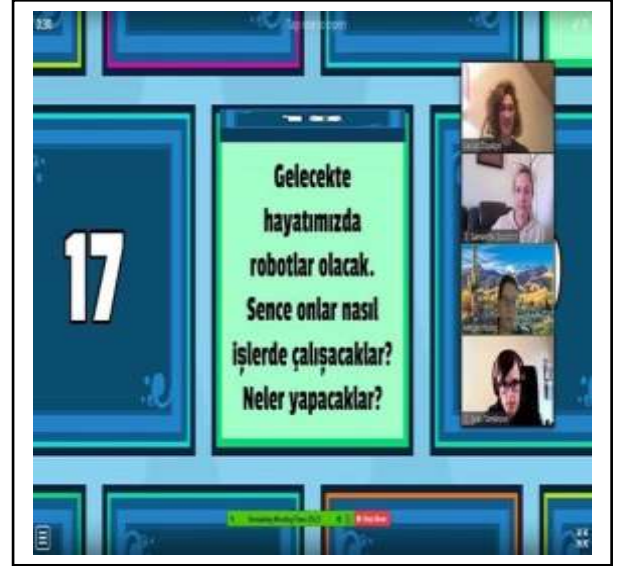 17
Gelecekte
hayatımızda
robotlar olacak.
Sence onlar nasıl
işlerde çalışacaklar?
Neler yapacaklar?